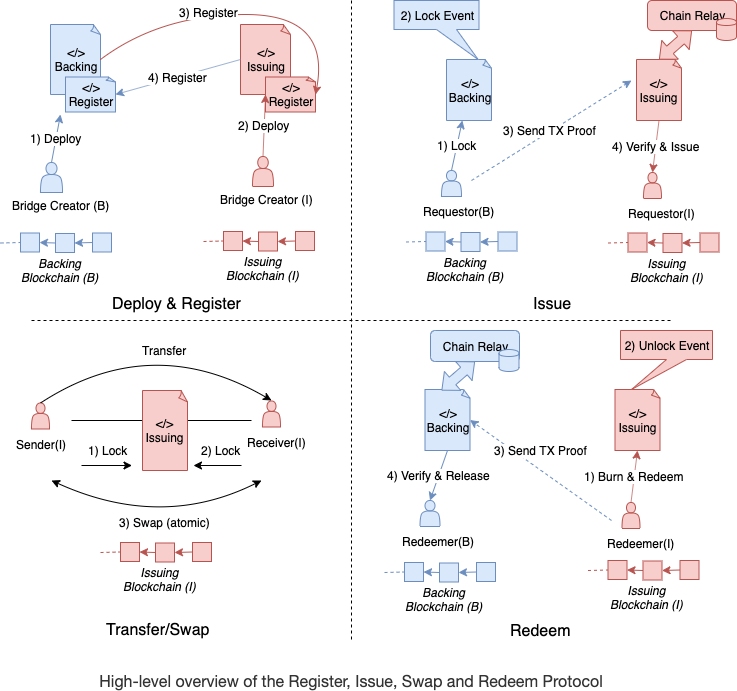 3) Register
</>
Backing
</>
Register
</>
Issuing
</>
Register
4) Register
1) Deploy
2) Deploy
Bridge Creator (B)
Bridge Creator (I)
Backing
Blockchain (B)
Issuing
Blockchain (I)
Deploy & Register
2) Lock Event
Chain Relay
</>
Backing
</>
Issuing
3) Send TX Proof
1) Lock
4) Verify & Issue
Requestor(B)
Requestor(I)
Backing
Blockchain (B)
Issuing
Blockchain (I)
Issue
Transfer
</>
Issuing
Sender(I)
Receiver(I)
1) Lock
2) Lock
3) Swap (atomic)
Issuing
Blockchain (I)
Transfer/Swap
Chain Relay
2) Unlock Event
</>
Backing
</>
Issuing
3) Send TX Proof
4) Verify & Release
1) Burn & Redeem
Redeemer(B)
Redeemer(I)
Backing
Blockchain (B)
Issuing
Blockchain (I)
Redeem
High-level overview of the Register, Issue, Swap and Redeem Protocol